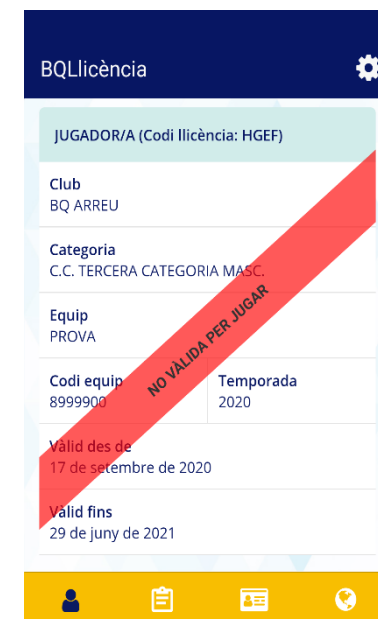 BQLlicència
JUGADOR/A (Codi llicència: HGEF)
Club
BQ ARREU
Categoria
C.C. TERCERA CATEGORIA MASC.
Equip
PROVA
NO VÀLIDA PER JUGAR
Codi equip
8999900
Temporada
2020
Vàlid des de
17 de setembre de 2020
Vàlid fins
29 de juny de 2021